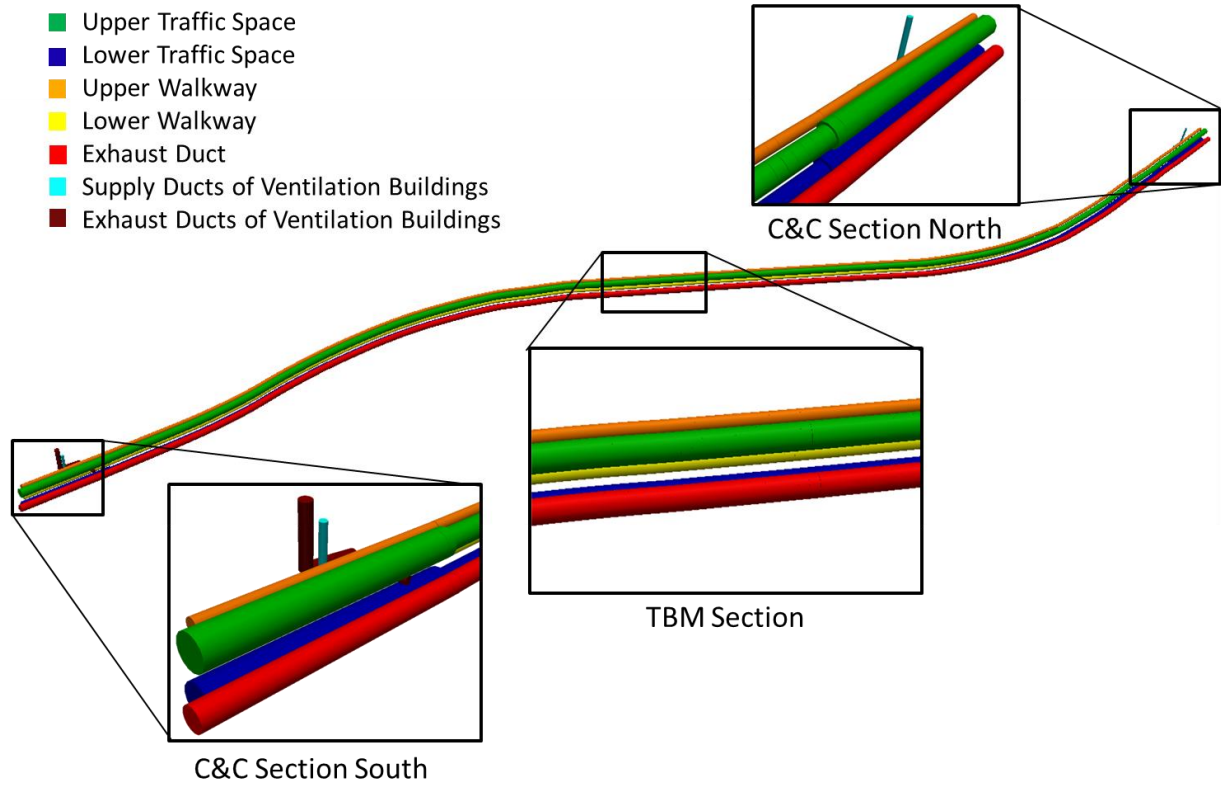 Upper Traffic Space
Lower Traffic Space
Upper Walkway
Lower Walkway
Exhaust Duct
Supply Ducts of Ventilation Buildings
Exhaust Ducts of Ventilation Buildings
C&C Section North
TBM Section
C&C Section South